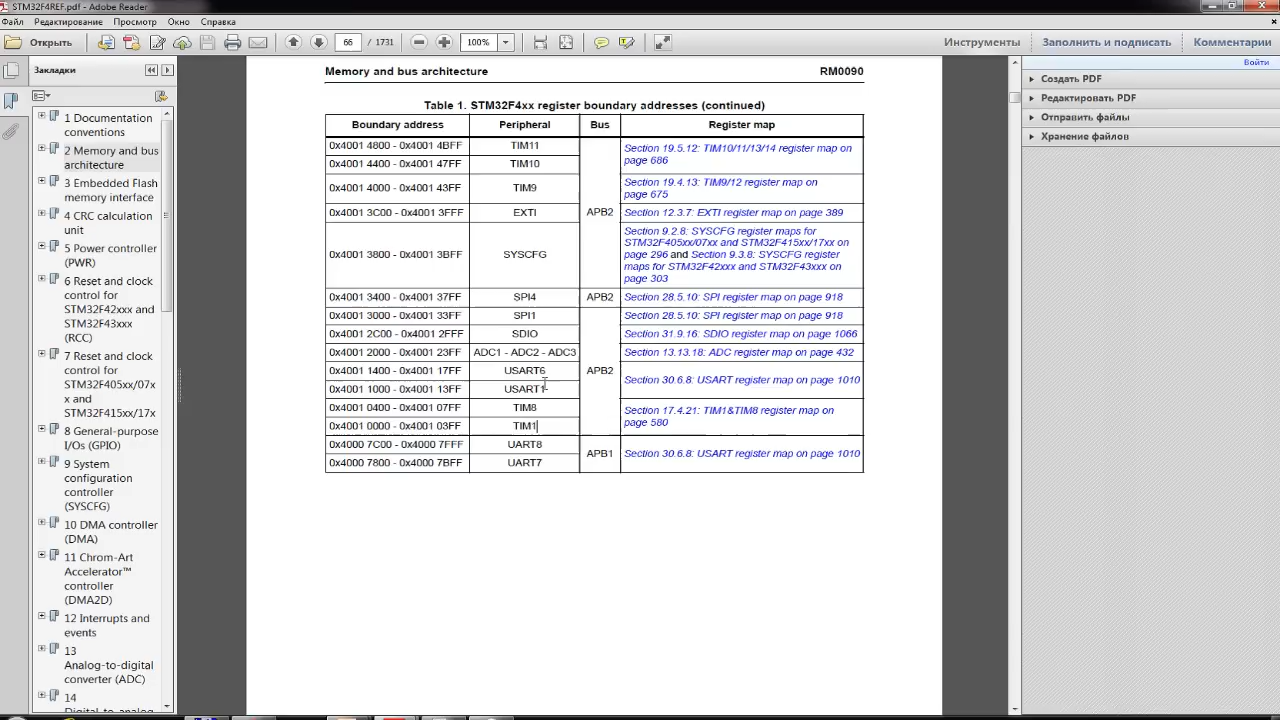 STM32F4REF.pdf - Adobe Reader
Файл Редактирование Просмотр Окно Справка
Открыть 66 / 1731 100% Инструменты Заполнить и подписать Комментарии
Войти
Закладки
1 Documentation
conventions
2 Memory and bus
architecture
3 Embedded Flash
memory interface
4 CRC calculation
unit
5 Power controller
(PWR)
6 Reset and clock
control for
STM32F42xxx and
STM32F43xxx
(RCC)
7 Reset and clock
control for
STM32F405xx/07x
x and
STM32F415xx/17x
8 General-purpose
I/Os (GPIO)
9 System
configuration
controller
(SYSCFG)
10 DMA controller
(DMA)
11 Chrom-Art
Accelerator™
controller
(DMA2D)
12 Interrupts and
events
13
Analog-to-digital
converter (ADC)
14
Digital-to-analog
Memory and bus architecture RM0090
Table 1. STM32F4xx register boundary addresses (continued)
Boundary address Peripheral Bus Register map
0x4001 4800 - 0x4001 4BFF TIM11 APB2 Section 19.5.12: TIM10/11/13/14 register map on
page 686
0x4001 4400 - 0x4001 47FF TIM10
0x4001 4000 - 0x4001 43FF TIM9 Section 19.4.13: TIM9/12 register map on
page 675
0x4001 3C00 - 0x4001 3FFF EXTI Section 12.3.7: EXTI register map on page 389
0x4001 3800 - 0x4001 3BFF SYSCFG Section 9.2.8: SYSCFG register maps for
STM32F405xx/07xx and STM32F415xx/17xx on
page 296 and Section 9.3.8: SYSCFG register
maps for STM32F42xxx and STM32F43xxx on
page 303
0x4001 3400 - 0x4001 37FF SPI4 APB2 Section 28.5.10: SPI register map on page 918
0x4001 3000 - 0x4001 33FF SPI1 APB2 Section 28.5.10: SPI register map on page 918
0x4001 2C00 - 0x4001 2FFF SDIO Section 31.9.16: SDIO register map on page 1066
0x4001 2000 - 0x4001 23FF ADC1 - ADC2 - ADC3 Section 13.13.18: ADC register map on page 432
0x4001 1400 - 0x4001 17FF USART6 Section 30.6.8: USART register map on page 1010
0x4001 1000 - 0x4001 13FF USART1
0x4001 0400 - 0x4001 07FF TIM8 Section 17.4.21: TIM1&TIM8 register map on
page 580
0x4001 0000 - 0x4001 03FF TIM1
0x4000 7C00 - 0x4000 7FFF UART8 APB1 Section 30.6.8: USART register map on page 1010
0x4000 7800 - 0x4000 7BFF UART7
Создать PDF
Редактировать PDF
Отправить файлы
Хранение файлов